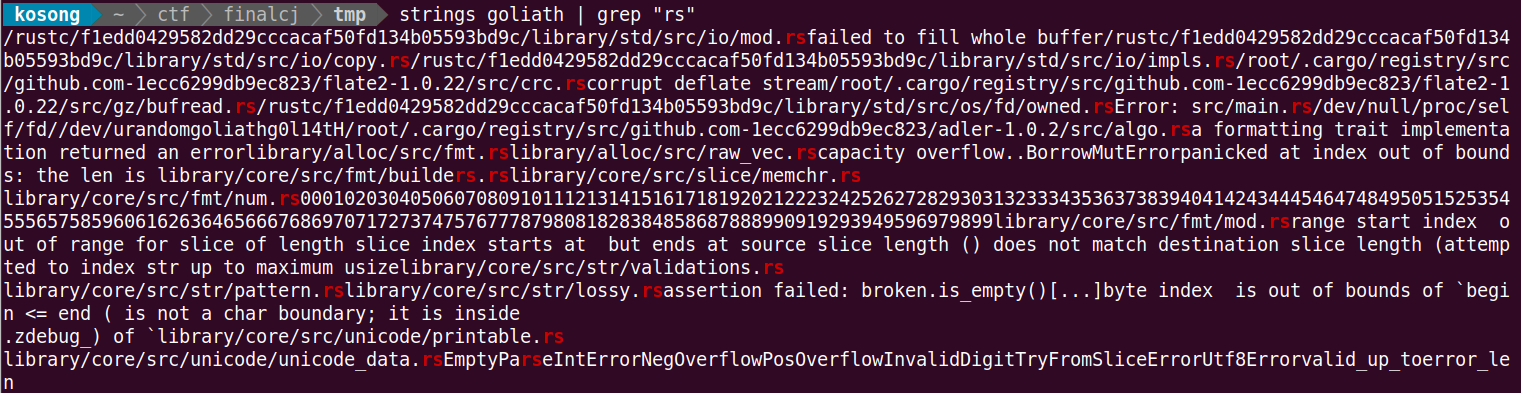 kosong ~ ctf finalcj tmp strings goliath | grep "rs"
/rustc/f1edd0429582dd29cccacaf50fd134b05593bd9c/library/std/src/io/mod.rsfailed to fill whole buffer/rustc/f1edd0429582dd29cccacaf50fd134
b05593bd9c/library/std/src/io/copy.rs/rustc/f1edd0429582dd29cccacaf50fd134b05593bd9c/library/std/src/io/impls.rs/root/.cargo/registry/src
/github.com-1ecc6299db9ec823/flate2-1.0.22/src/crc.rscorrupt deflate stream/root/.cargo/registry/src/github.com-1ecc6299db9ec823/flate2-1
.0.22/src/gz/bufread.rs/rustc/f1edd0429582dd29cccacaf50fd134b05593bd9c/library/std/src/os/fd/owned.rsError: src/main.rs/dev/null/proc/sel
f/fd//dev/urandomgoliathg0l14tH/root/.cargo/registry/src/github.com-1ecc6299db9ec823/adler-1.0.2/src/algo.rsa formatting trait implementa
tion returned an errorlibrary/alloc/src/fmt.rslibrary/alloc/src/raw_vec.rscapacity overflow..BorrowMutErrorpanicked at index out of bound
s: the len is library/core/src/fmt/builders.rslibrary/core/src/slice/memchr.rs
library/core/src/fmt/num.rs00010203040506070809101112131415161718192021222324252627282930313233343536373839404142434445464748495051525354
555657585960616263646566676869707172737475767778798081828384858687888990919293949596979899library/core/src/fmt/mod.rsrange start index  o
ut of range for slice of length slice index starts at  but ends at source slice length () does not match destination slice length (attemp
ted to index str up to maximum usizelibrary/core/src/str/validations.rs
library/core/src/str/pattern.rslibrary/core/src/str/lossy.rsassertion failed: broken.is_empty()[...]byte index  is out of bounds of `begi
n <= end ( is not a char boundary; it is inside
.zdebug_) of `library/core/src/unicode/printable.rs
library/core/src/unicode/unicode_data.rsEmptyParseIntErrorNegOverflowPosOverflowInvalidDigitTryFromSliceErrorUtf8Errorvalid_up_toerror_le
n